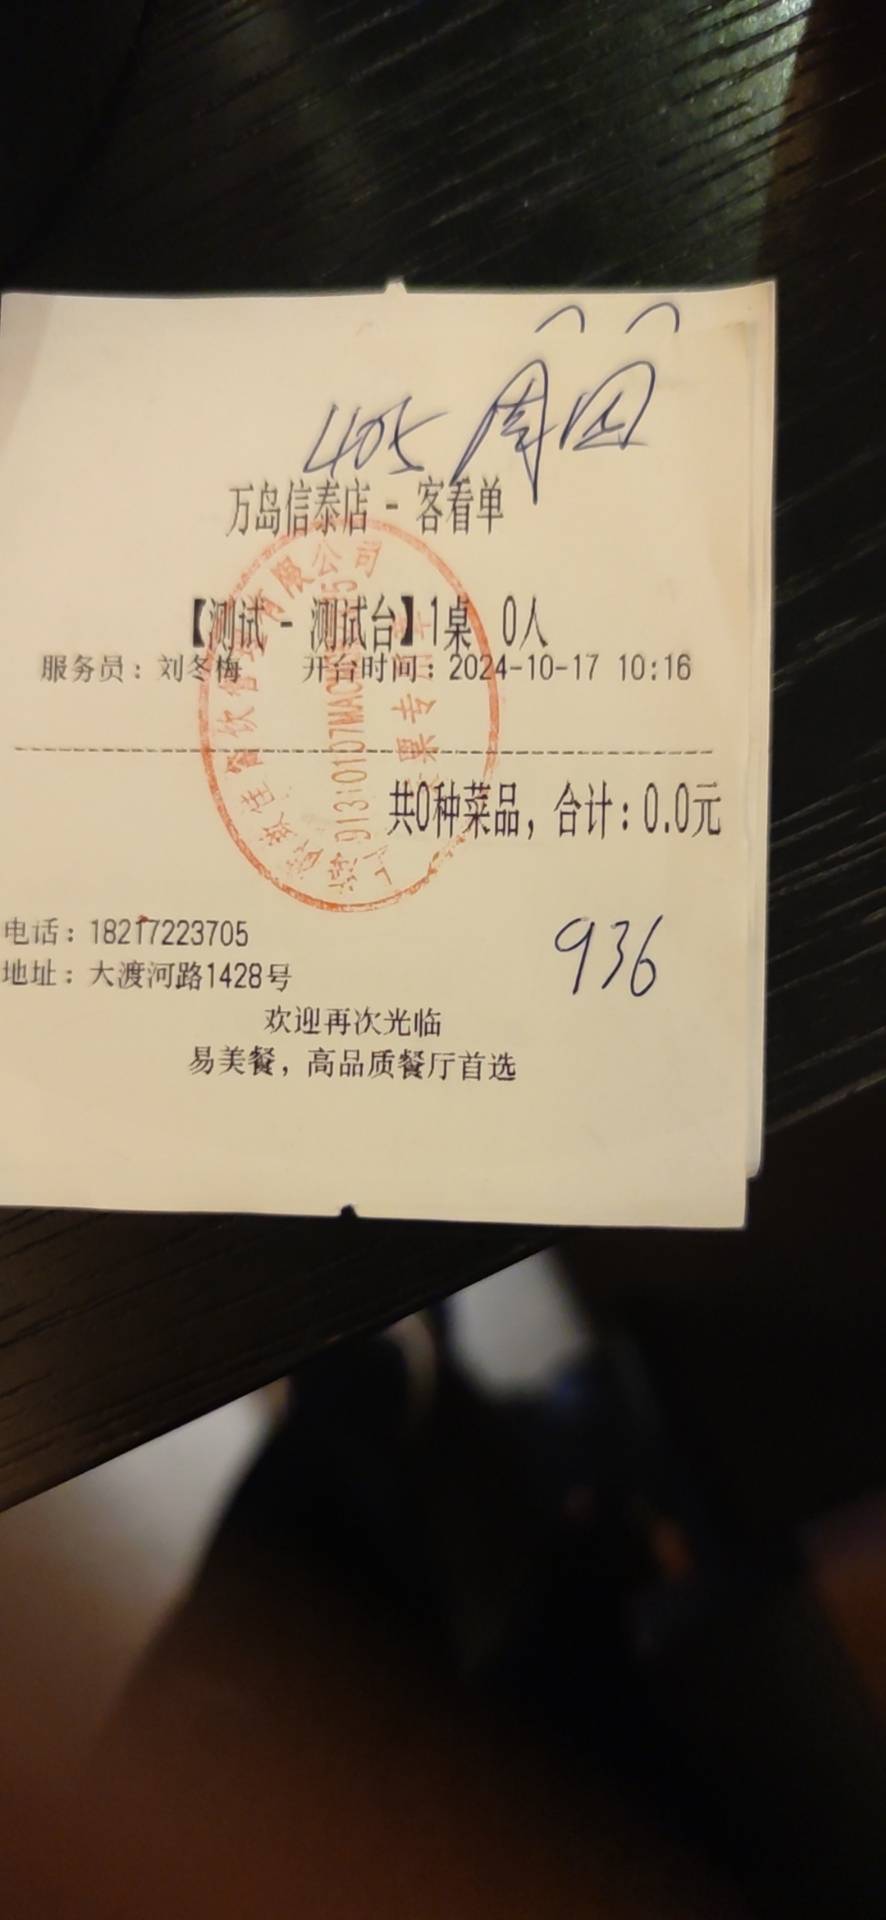 405
万岛信泰店 - 客看单
【测试 - 测试台】1桌 0人
服务员：刘冬梅 开台时间：2024-10-17 10:16
共0种菜品，合计：0.0元
电话：18217223705
地址：大渡河路1428号
936
欢迎再次光临
易美餐，高品质餐厅首选